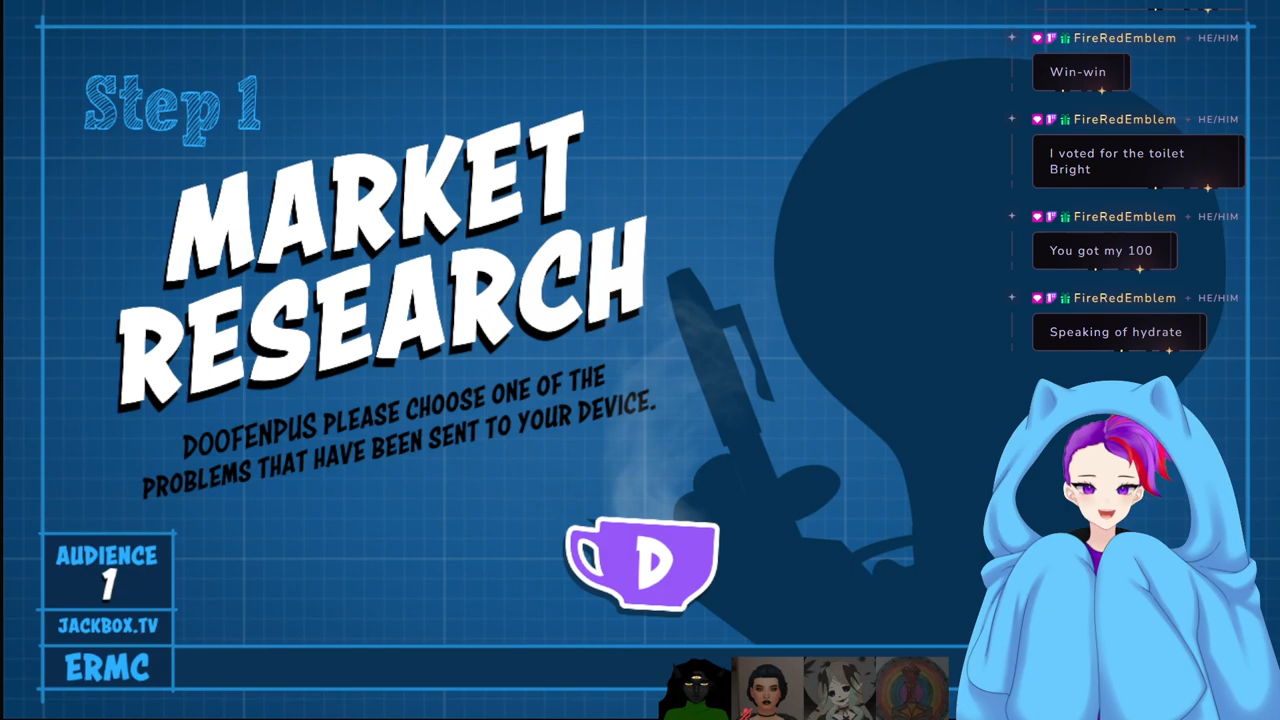 Step 1
MARKET
RESEARCH
DOOFENPUS PLEASE CHOOSE ONE OF THE
PROBLEMS THAT HAVE BEEN SENT TO YOUR DEVICE.
D
AUDIENCE
1
JACKBOX.TV
ERMC
FireRedEmblem HE/HIM
Win-win
FireRedEmblem HE/HIM
I voted for the toilet
Bright
FireRedEmblem HE/HIM
You got my 100
FireRedEmblem HE/HIM
Speaking of hydrate